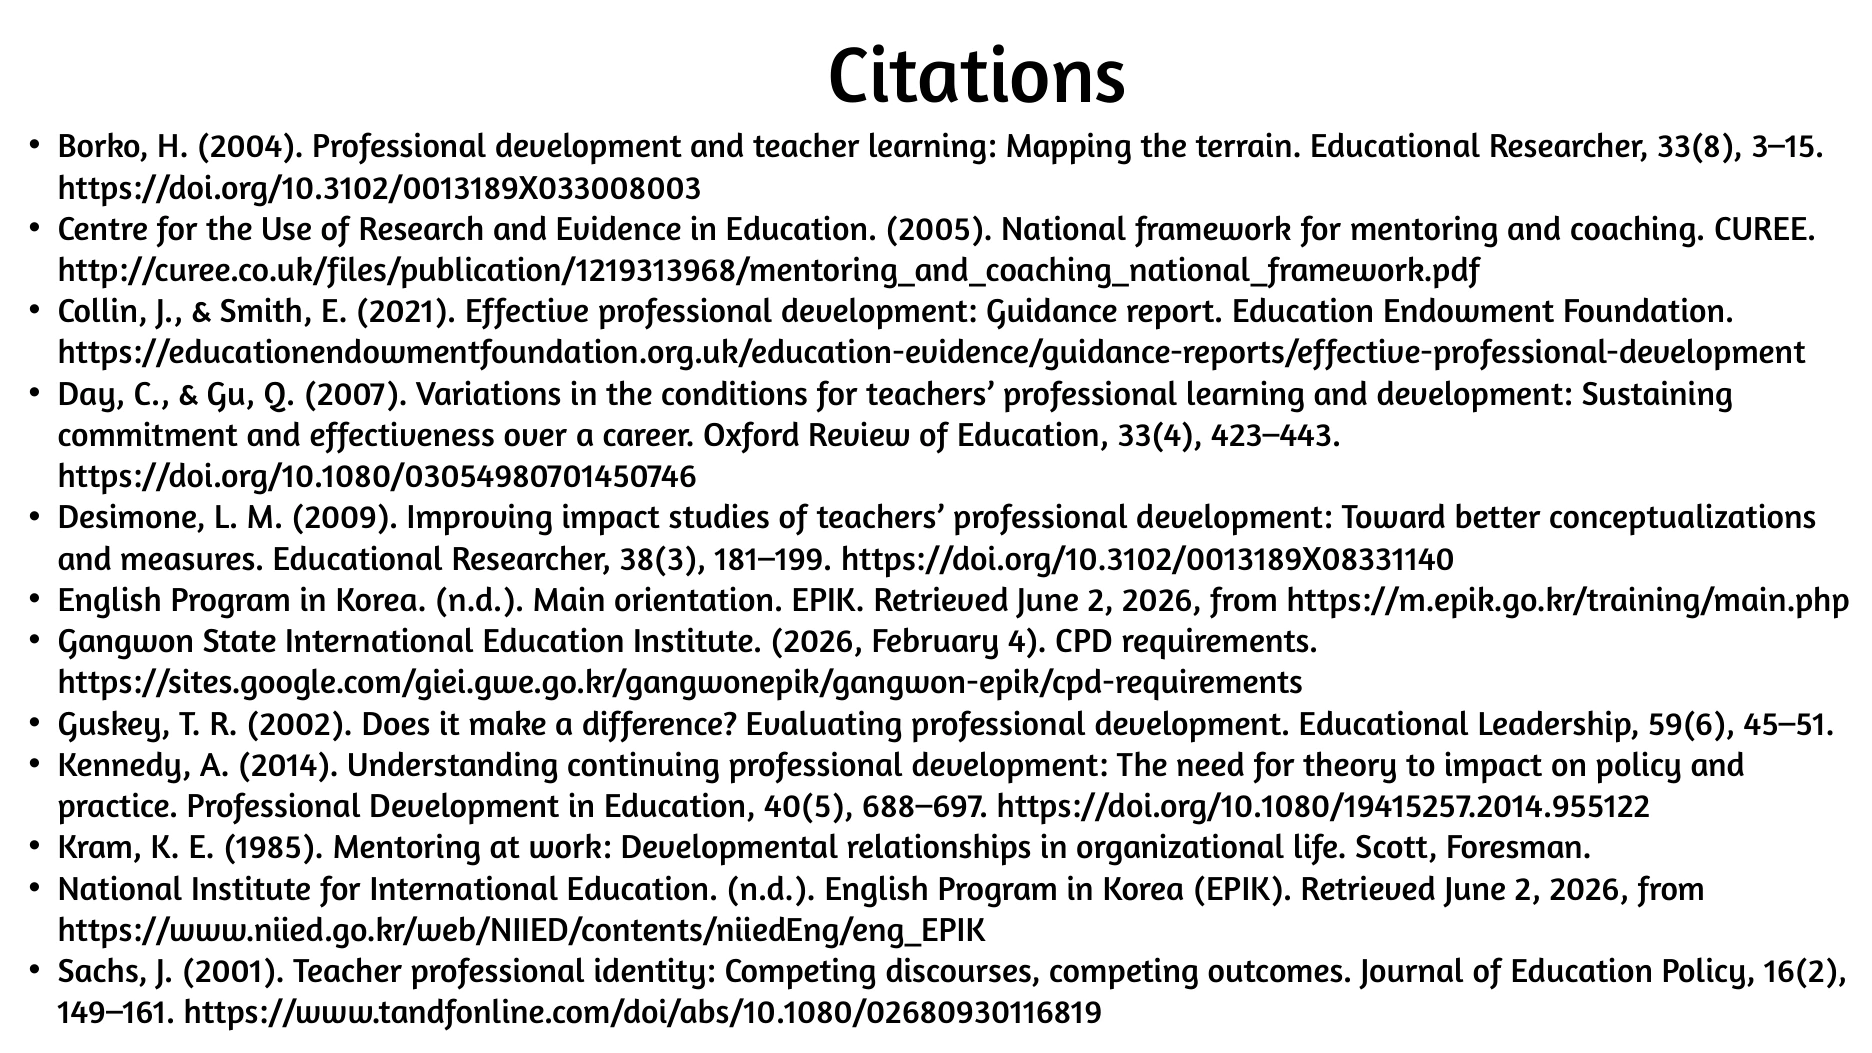 Citations
• Borko, H. (2004). Professional development and teacher learning: Mapping the terrain. Educational Researcher, 33(8), 3–15.
https://doi.org/10.3102/0013189X033008003
• Centre for the Use of Research and Evidence in Education. (2005). National framework for mentoring and coaching. CUREE.
http://curee.co.uk/files/publication/1219313968/mentoring_and_coaching_national_framework.pdf
• Collin, J., & Smith, E. (2021). Effective professional development: Guidance report. Education Endowment Foundation.
https://educationendowmentfoundation.org.uk/education-evidence/guidance-reports/effective-professional-development
• Day, C., & Gu, Q. (2007). Variations in the conditions for teachers’ professional learning and development: Sustaining
commitment and effectiveness over a career. Oxford Review of Education, 33(4), 423–443.
https://doi.org/10.1080/03054980701450746
• Desimone, L. M. (2009). Improving impact studies of teachers’ professional development: Toward better conceptualizations
and measures. Educational Researcher, 38(3), 181–199. https://doi.org/10.3102/0013189X08331140
• English Program in Korea. (n.d.). Main orientation. EPIK. Retrieved June 2, 2026, from https://m.epik.go.kr/training/main.php
• Gangwon State International Education Institute. (2026, February 4). CPD requirements.
https://sites.google.com/giei.gwe.go.kr/gangwonepik/gangwon-epik/cpd-requirements
• Guskey, T. R. (2002). Does it make a difference? Evaluating professional development. Educational Leadership, 59(6), 45–51.
• Kennedy, A. (2014). Understanding continuing professional development: The need for theory to impact on policy and
practice. Professional Development in Education, 40(5), 688–697. https://doi.org/10.1080/19415257.2014.955122
• Kram, K. E. (1985). Mentoring at work: Developmental relationships in organizational life. Scott, Foresman.
• National Institute for International Education. (n.d.). English Program in Korea (EPIK). Retrieved June 2, 2026, from
https://www.niied.go.kr/web/NIIED/contents/niiedEng/eng_EPIK
• Sachs, J. (2001). Teacher professional identity: Competing discourses, competing outcomes. Journal of Education Policy, 16(2),
149–161. https://www.tandfonline.com/doi/abs/10.1080/02680930116819